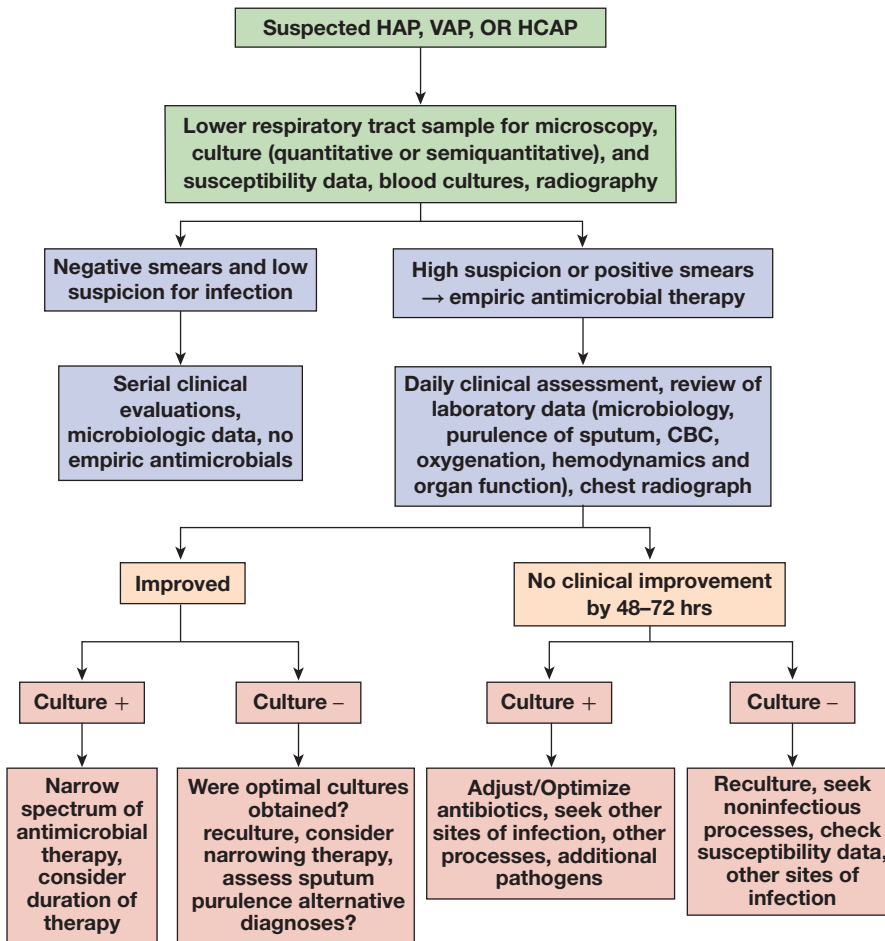 Suspected HAP, VAP, OR HCAP
Lower respiratory tract sample for microscopy,
culture (quantitative or semiquantitative), and
susceptibility data, blood cultures, radiography
Negative smears and low
suspicion for infection
High suspicion or positive smears
→ empiric antimicrobial therapy
Serial clinical
evaluations,
microbiologic data, no
empiric antimicrobials
Daily clinical assessment, review of
laboratory data (microbiology,
purulence of sputum, CBC,
oxygenation, hemodynamics and
organ function), chest radiograph
Improved
No clinical improvement
by 48–72 hrs
Culture +
Culture –
Culture +
Culture –
Narrow
spectrum of
antimicrobial
therapy,
consider
duration of
therapy
Were optimal cultures
obtained?
reculture, consider
narrowing therapy,
assess sputum
purulence alternative
diagnoses?
Adjust/Optimize
antibiotics, seek other
sites of infection, other
processes, additional
pathogens
Reculture, seek
noninfectious
processes, check
susceptibility data,
other sites of
infection